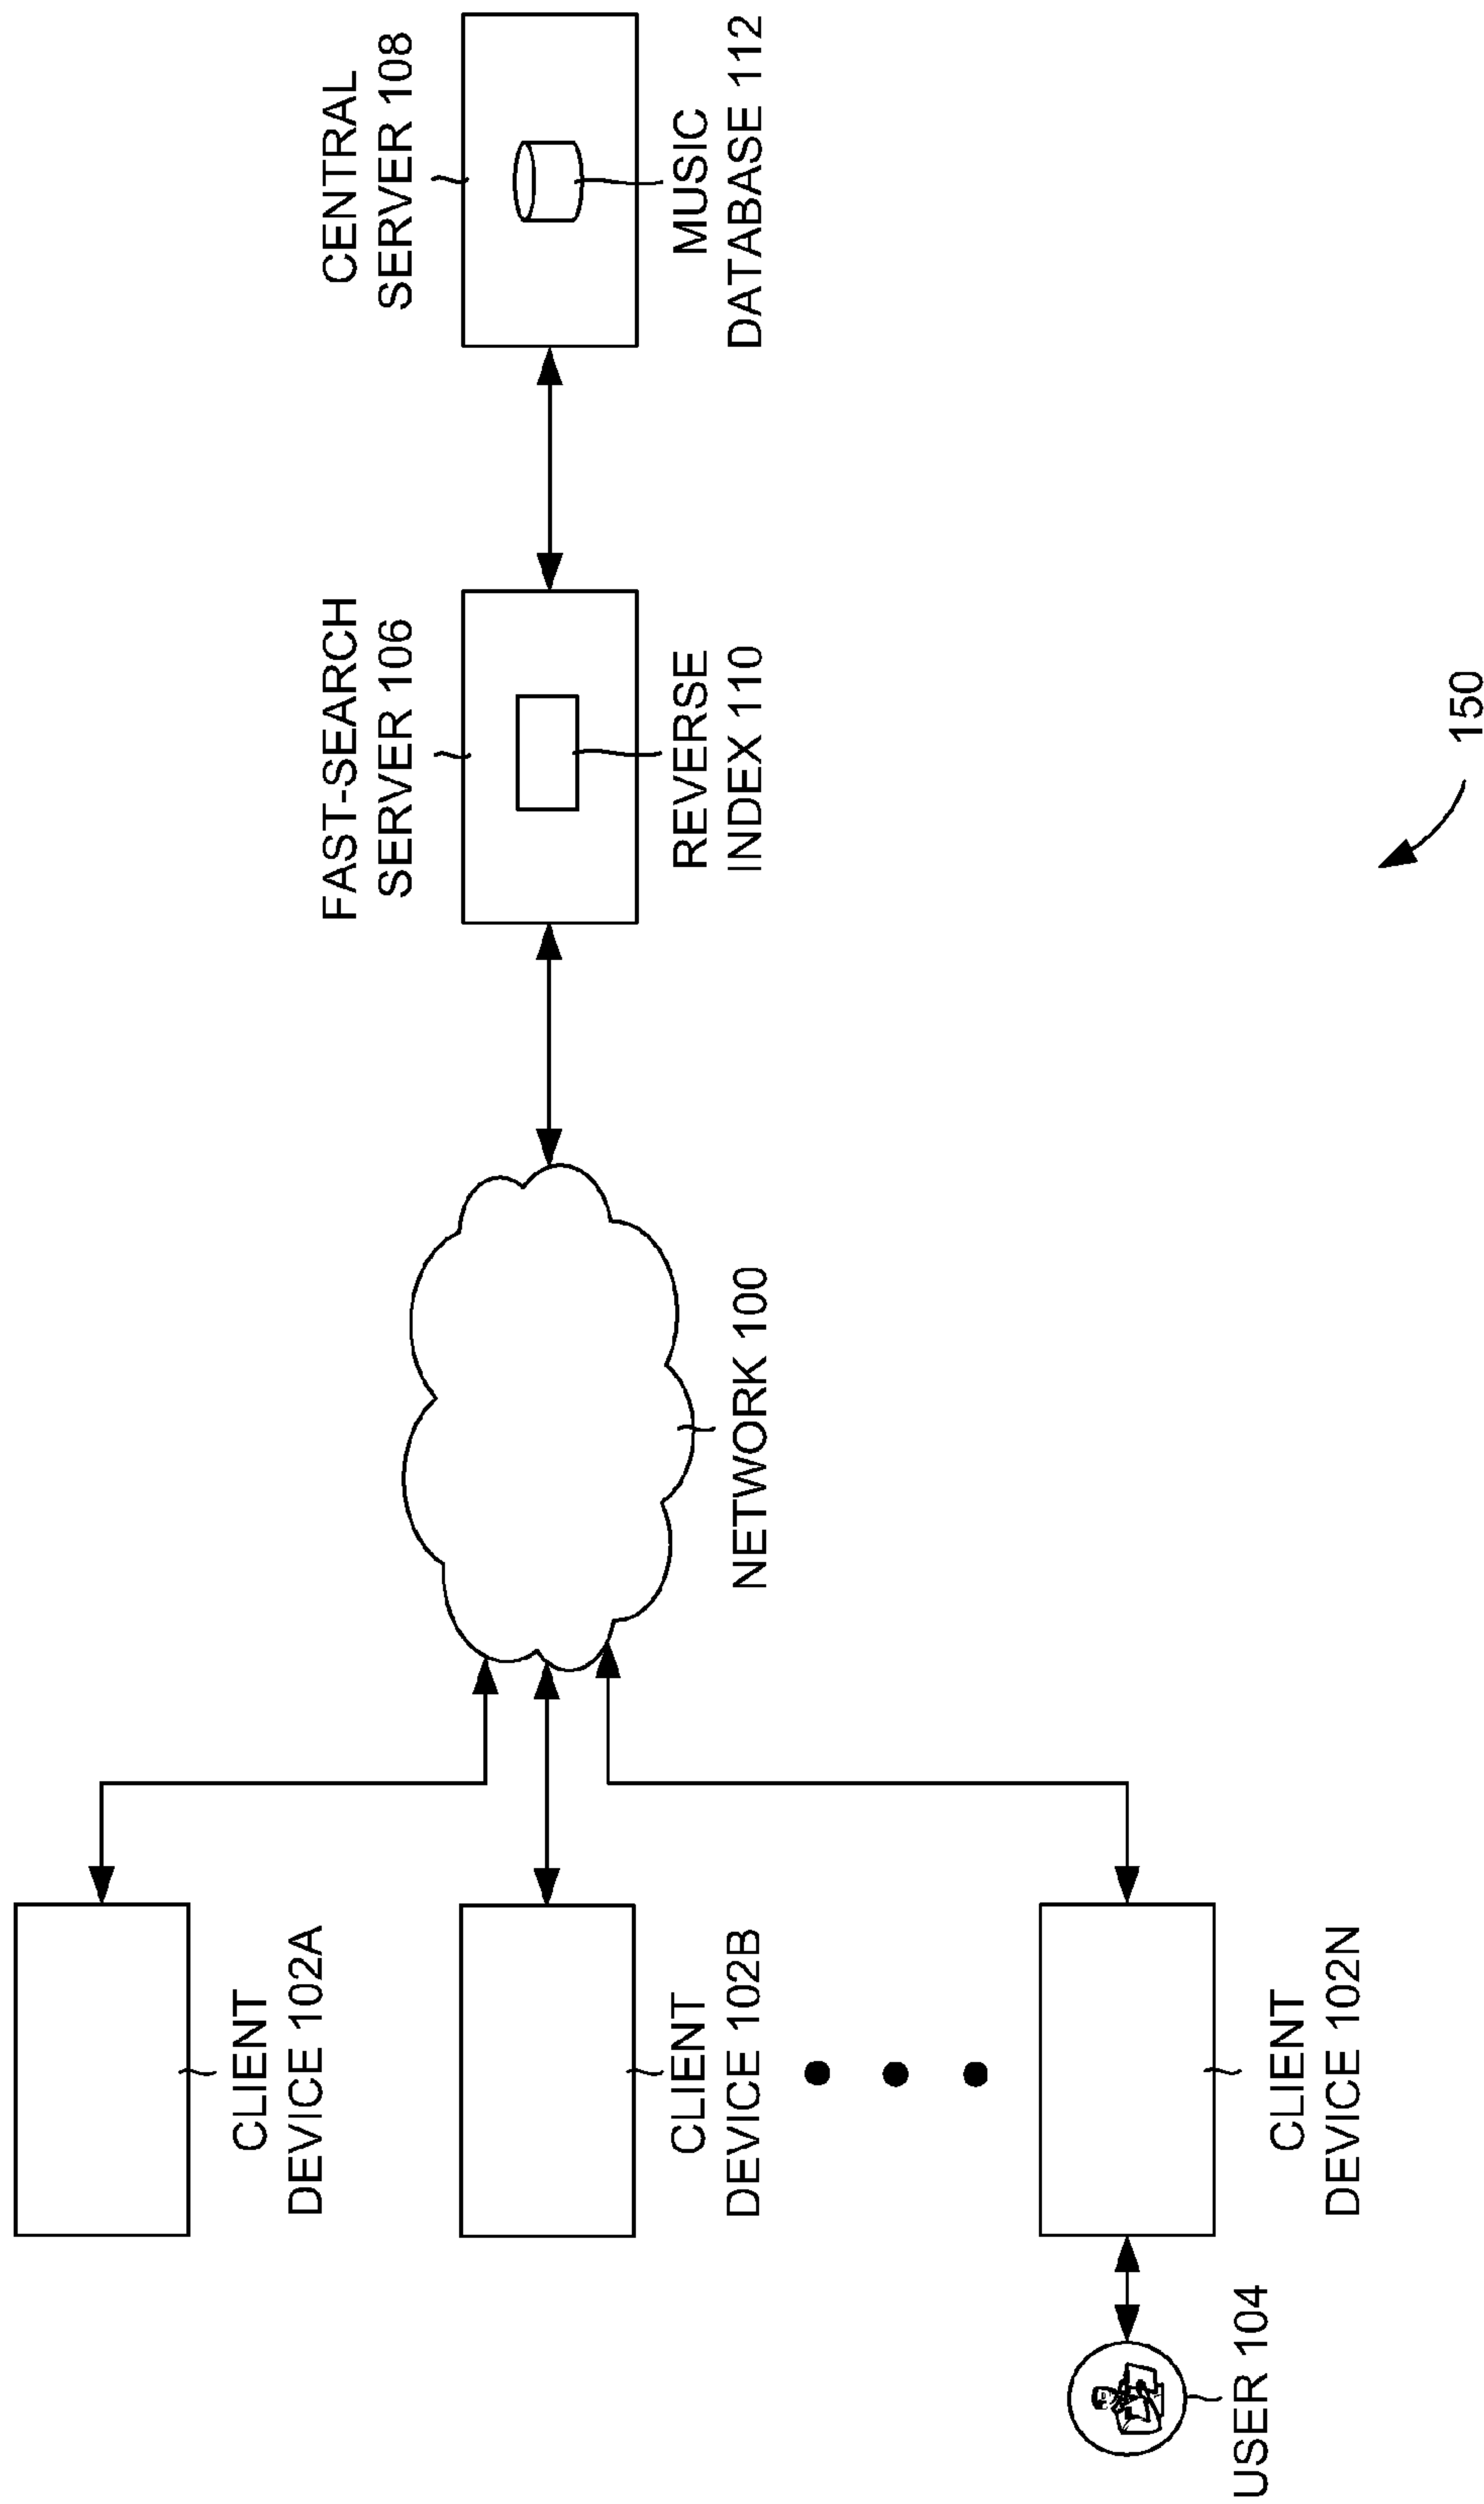 CLIENT
DEVICE 102A
CLIENT
DEVICE 102B
CLIENT
DEVICE 102N
USER 104
NETWORK 100
FAST-SEARCH
SERVER 106
REVERSE
INDEX 110
CENTRAL
SERVER 108
MUSIC
DATABASE 112
150